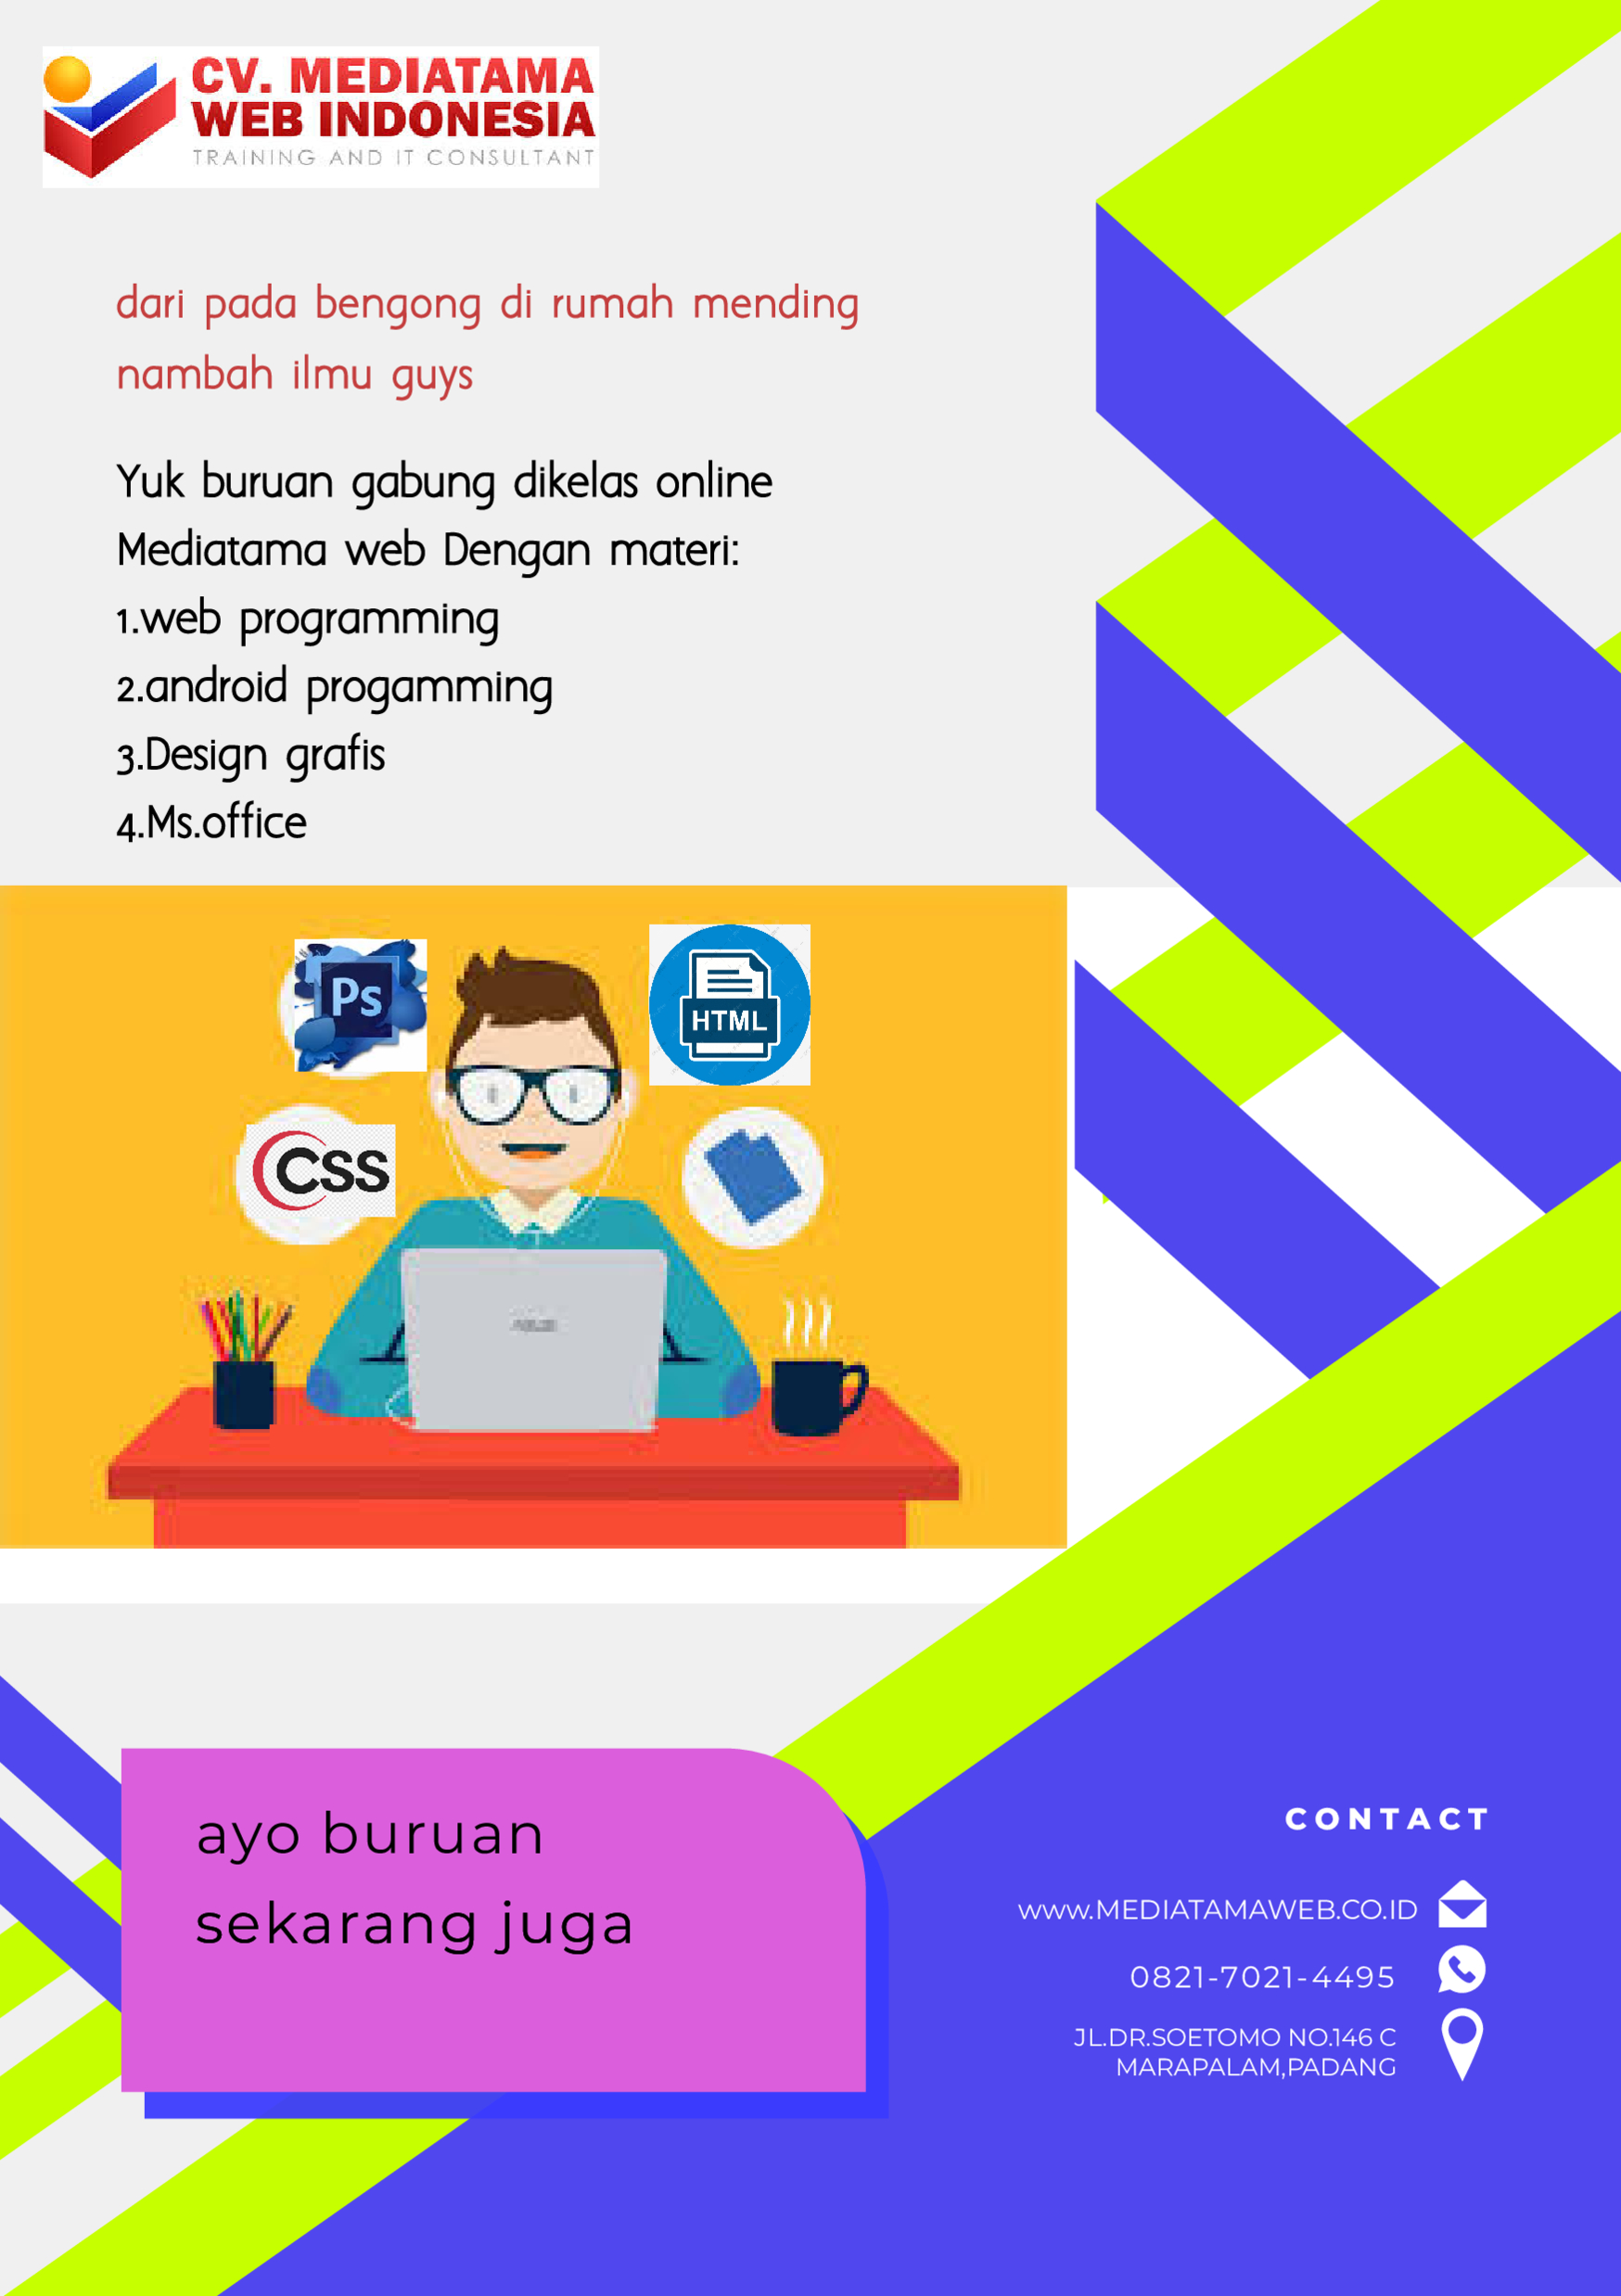 CV. MEDIATAMA
WEB INDONESIA
TRAINING AND IT CONSULTANT
dari pada bengong di rumah mending
nambah ilmu guys
Yuk buruan gabung dikelas online
Mediatama web Dengan materi:
1.web programming
2.android progamming
3.Design grafis
4.Ms.office
Ps
HTML
CSS
ayo buruan
sekarang juga
CONTACT
www.MEDIATAMAWEB.CO.ID
0821-7021-4495
JL.DR.SOETOMO NO.146 C
MARAPALAM,PADANG